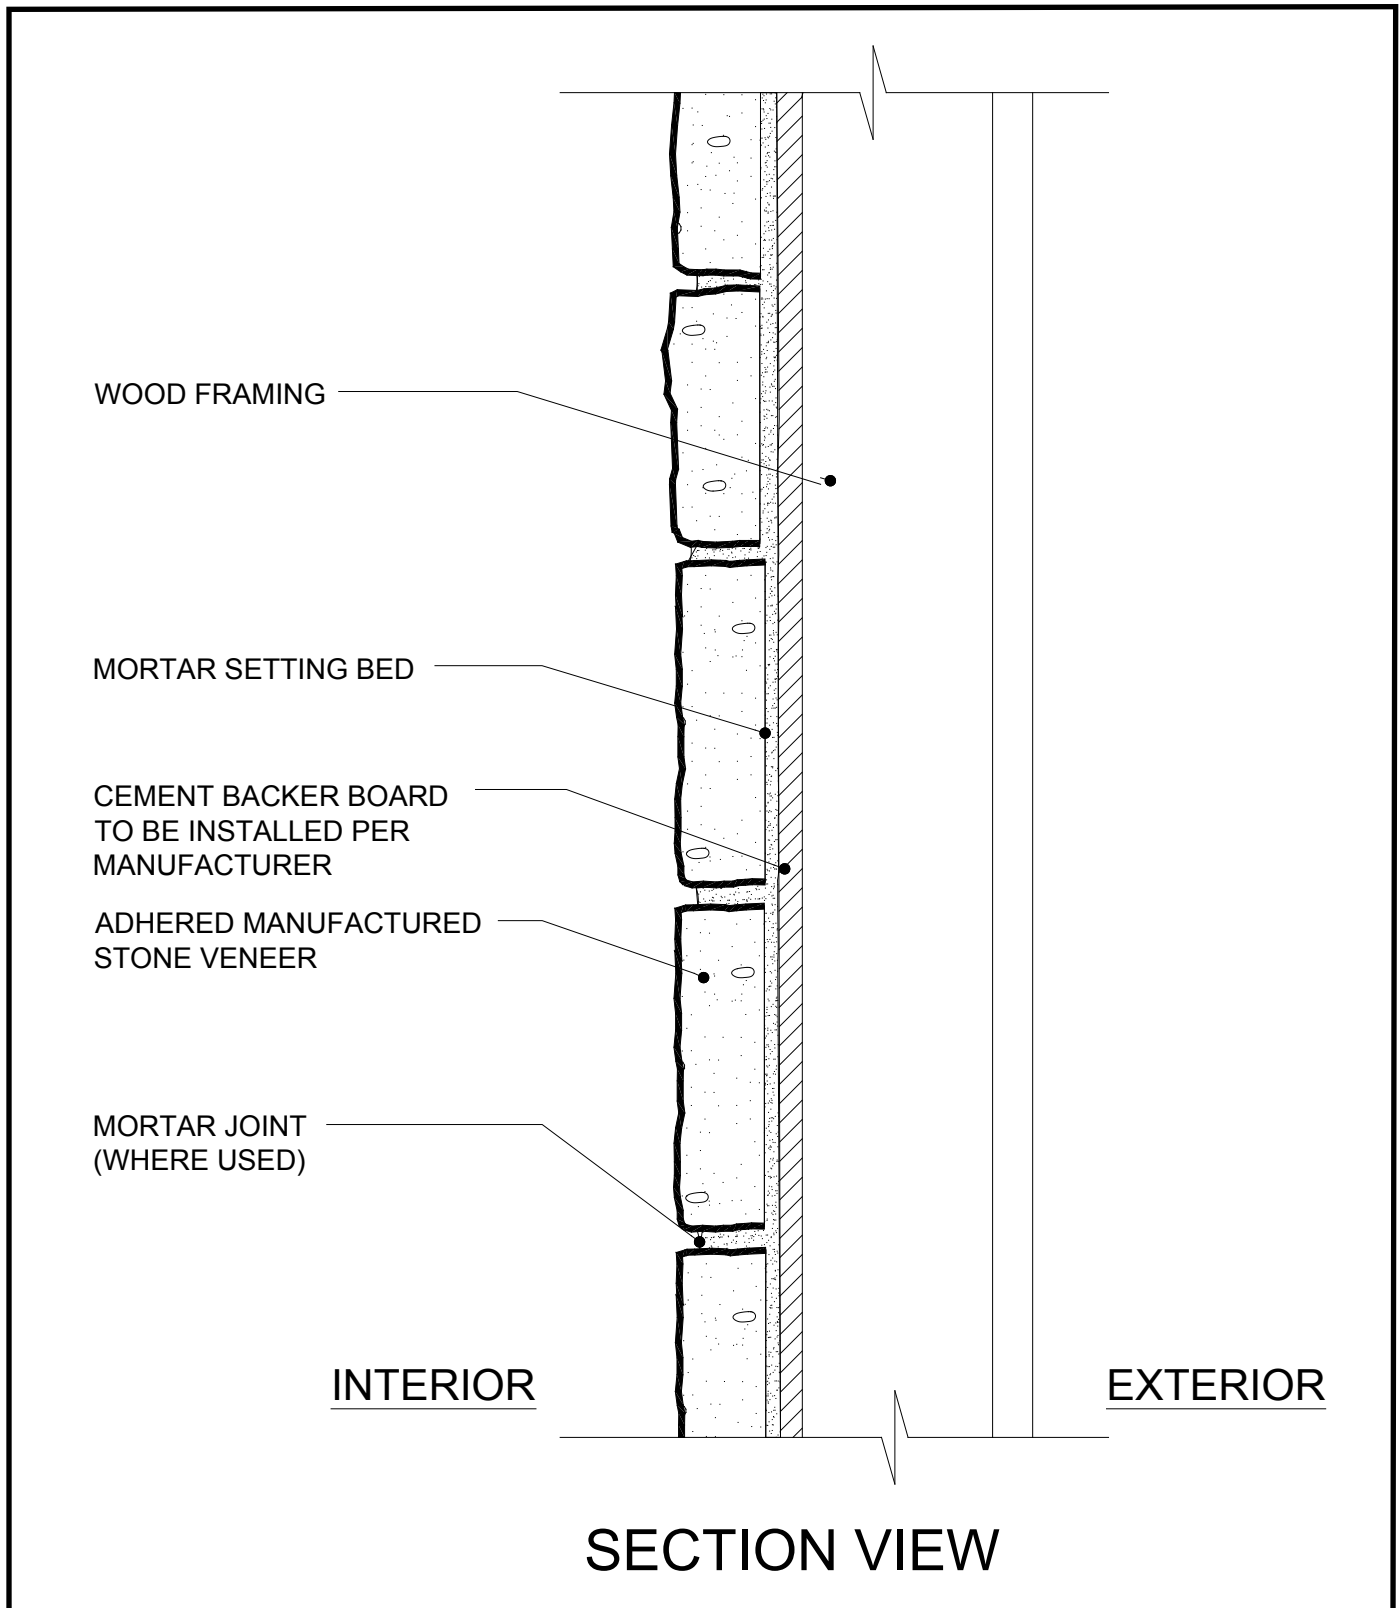 WOOD FRAMING
MORTAR SETTING BED
CEMENT BACKER BOARD
TO BE INSTALLED PER
MANUFACTURER
ADHERED MANUFACTURED
STONE VENEER
MORTAR JOINT
(WHERE USED)
INTERIOR
EXTERIOR
SECTION VIEW